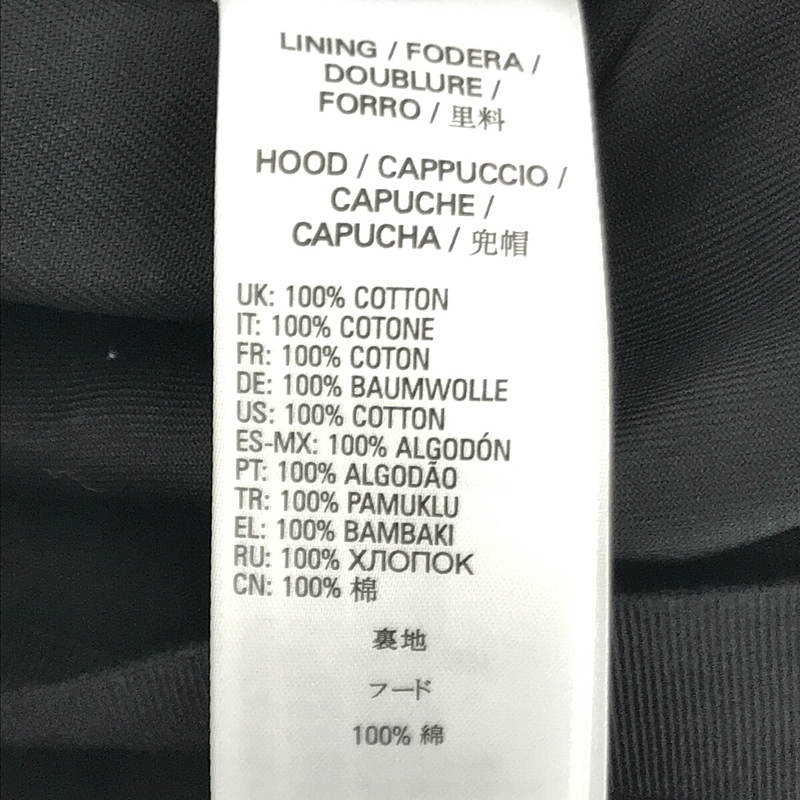 LINING / FODERA /
DOUBLURE /
FORRO / 里料
HOOD / CAPPUCCIO /
CAPUCHE /
CAPUCHA / 兜帽
UK: 100% COTTON
IT: 100% COTONE
FR: 100% COTON
DE: 100% BAUMWOLLE
US: 100% COTTON
ES-MX: 100% ALGODÓN
PT: 100% ALGODÃO
TR: 100% PAMUKLU
EL: 100% BAMBAKI
RU: 100% ХЛОПОК
CN: 100% 棉
裏地
フード
100% 綿